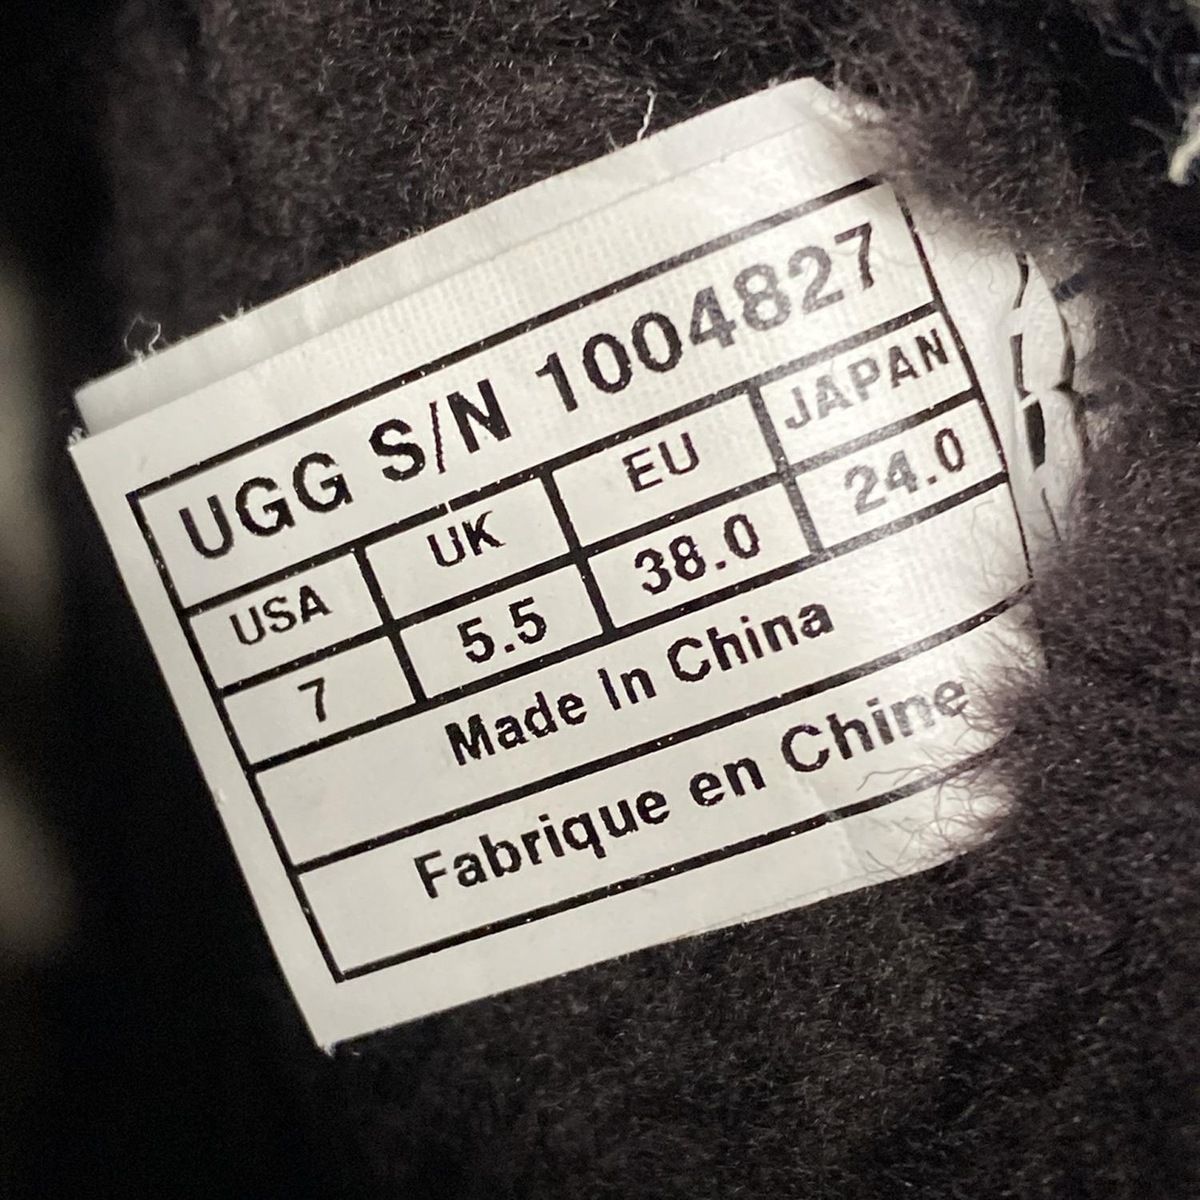 UGG S/N 1004827
USA UK EU JAPAN
7 5.5 38.0 24.0
Made In China
Fabrique en Chine